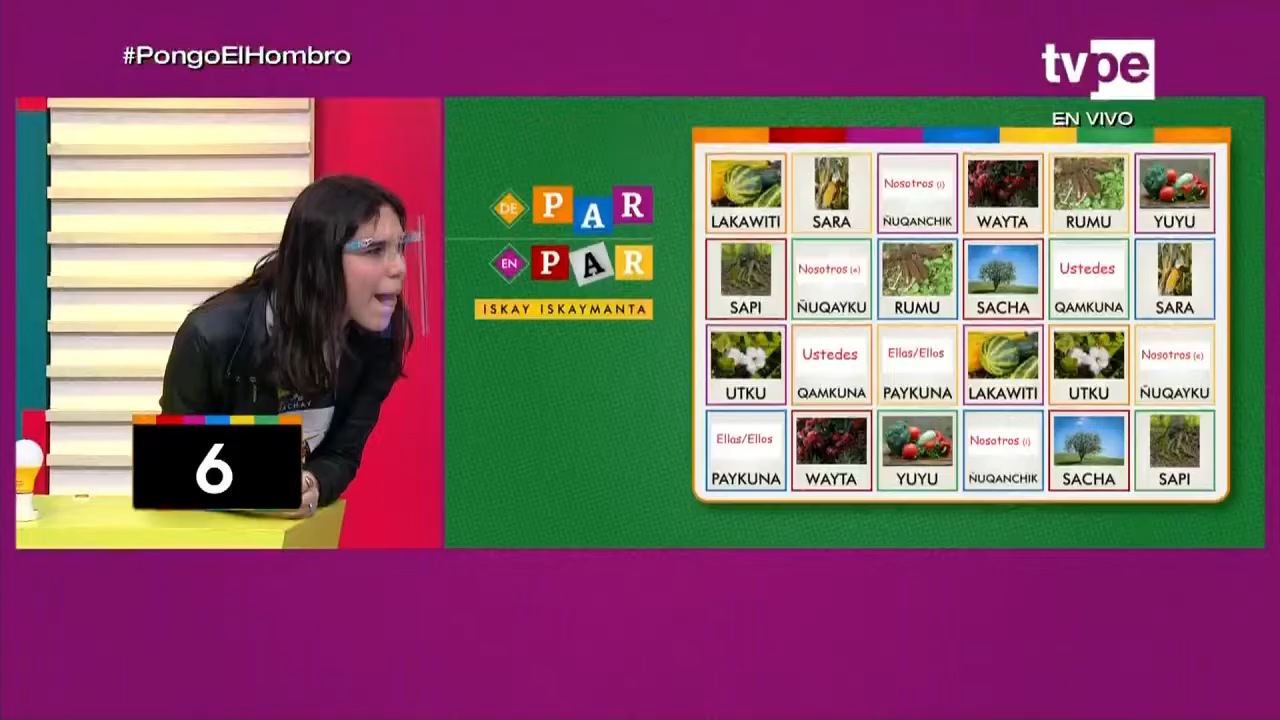 #PongoElHombro
tvpe
EN VIVO
DE PAR
EN PAR
ISKAY ISKAYMANTA
6
LAKAWITI
SARA
Nosotros (i)
ÑUQANCHIK
WAYTA
RUMU
YUYU
SAPI
Nosotros (e)
ÑUQAYKU
RUMU
SACHA
Ustedes
QAMKUNA
SARA
UTKU
Ustedes
QAMKUNA
Ellas/Ellos
PAYKUNA
LAKAWITI
UTKU
Nosotros (e)
ÑUQAYKU
Ellas/Ellos
PAYKUNA
WAYTA
YUYU
Nosotros (i)
ÑUQANCHIK
SACHA
SAPI